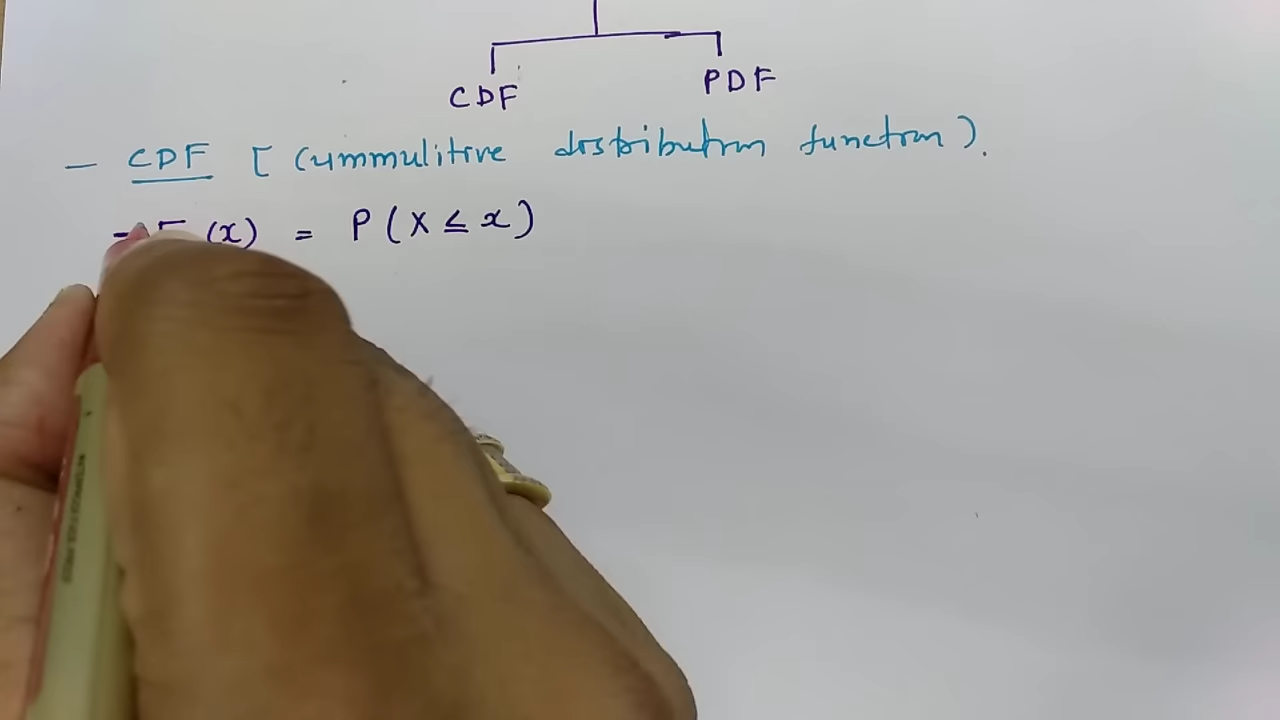 CDF PDF
- CDF [ Cummulitive distribution function ).
F (x) = P ( X ≤ x )